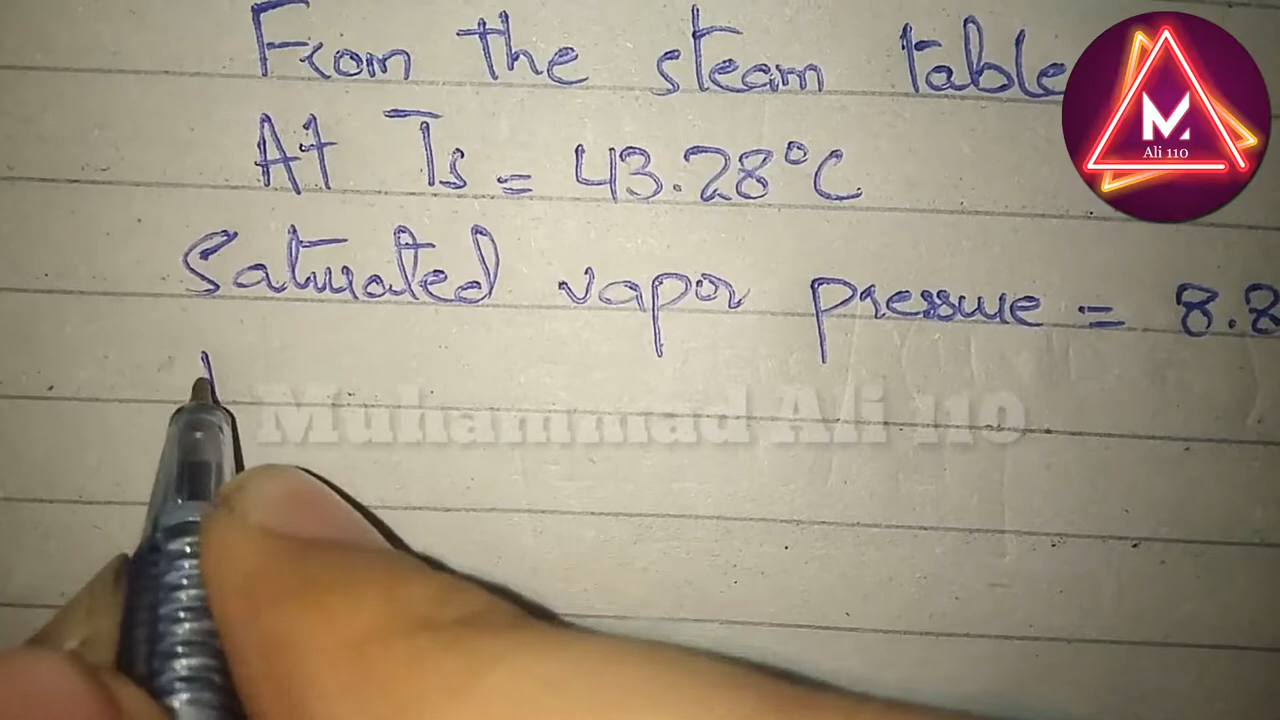 From the steam table
At Ts = 43.28°C
Saturated vapor pressure = 8.8
Muhammad Ali 110
M
Ali 110